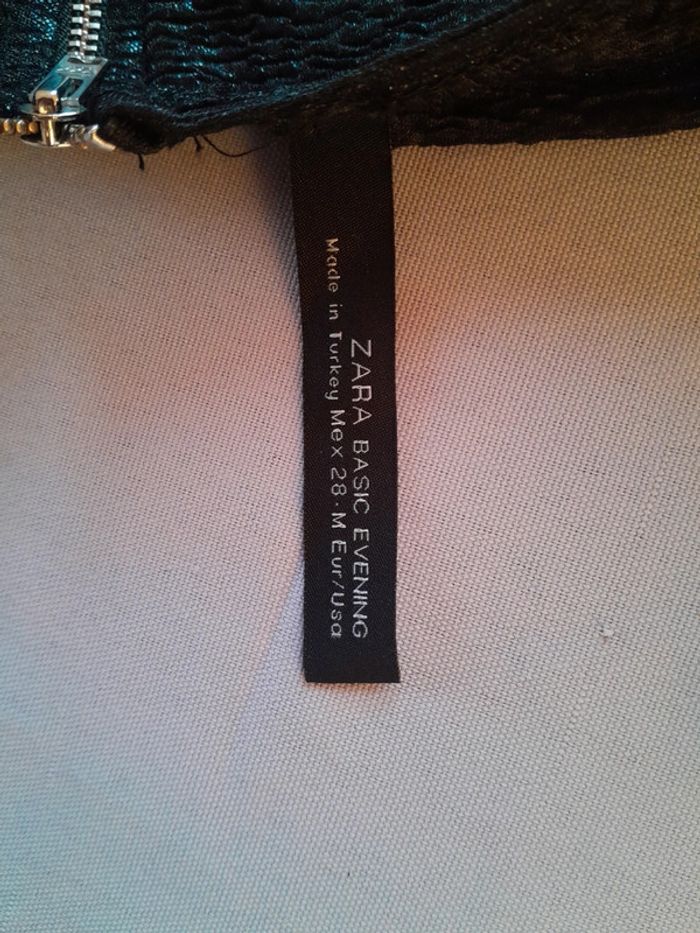 ZARA BASIC EVENING
Made in Turkey Mex 28·M Eur/Usa